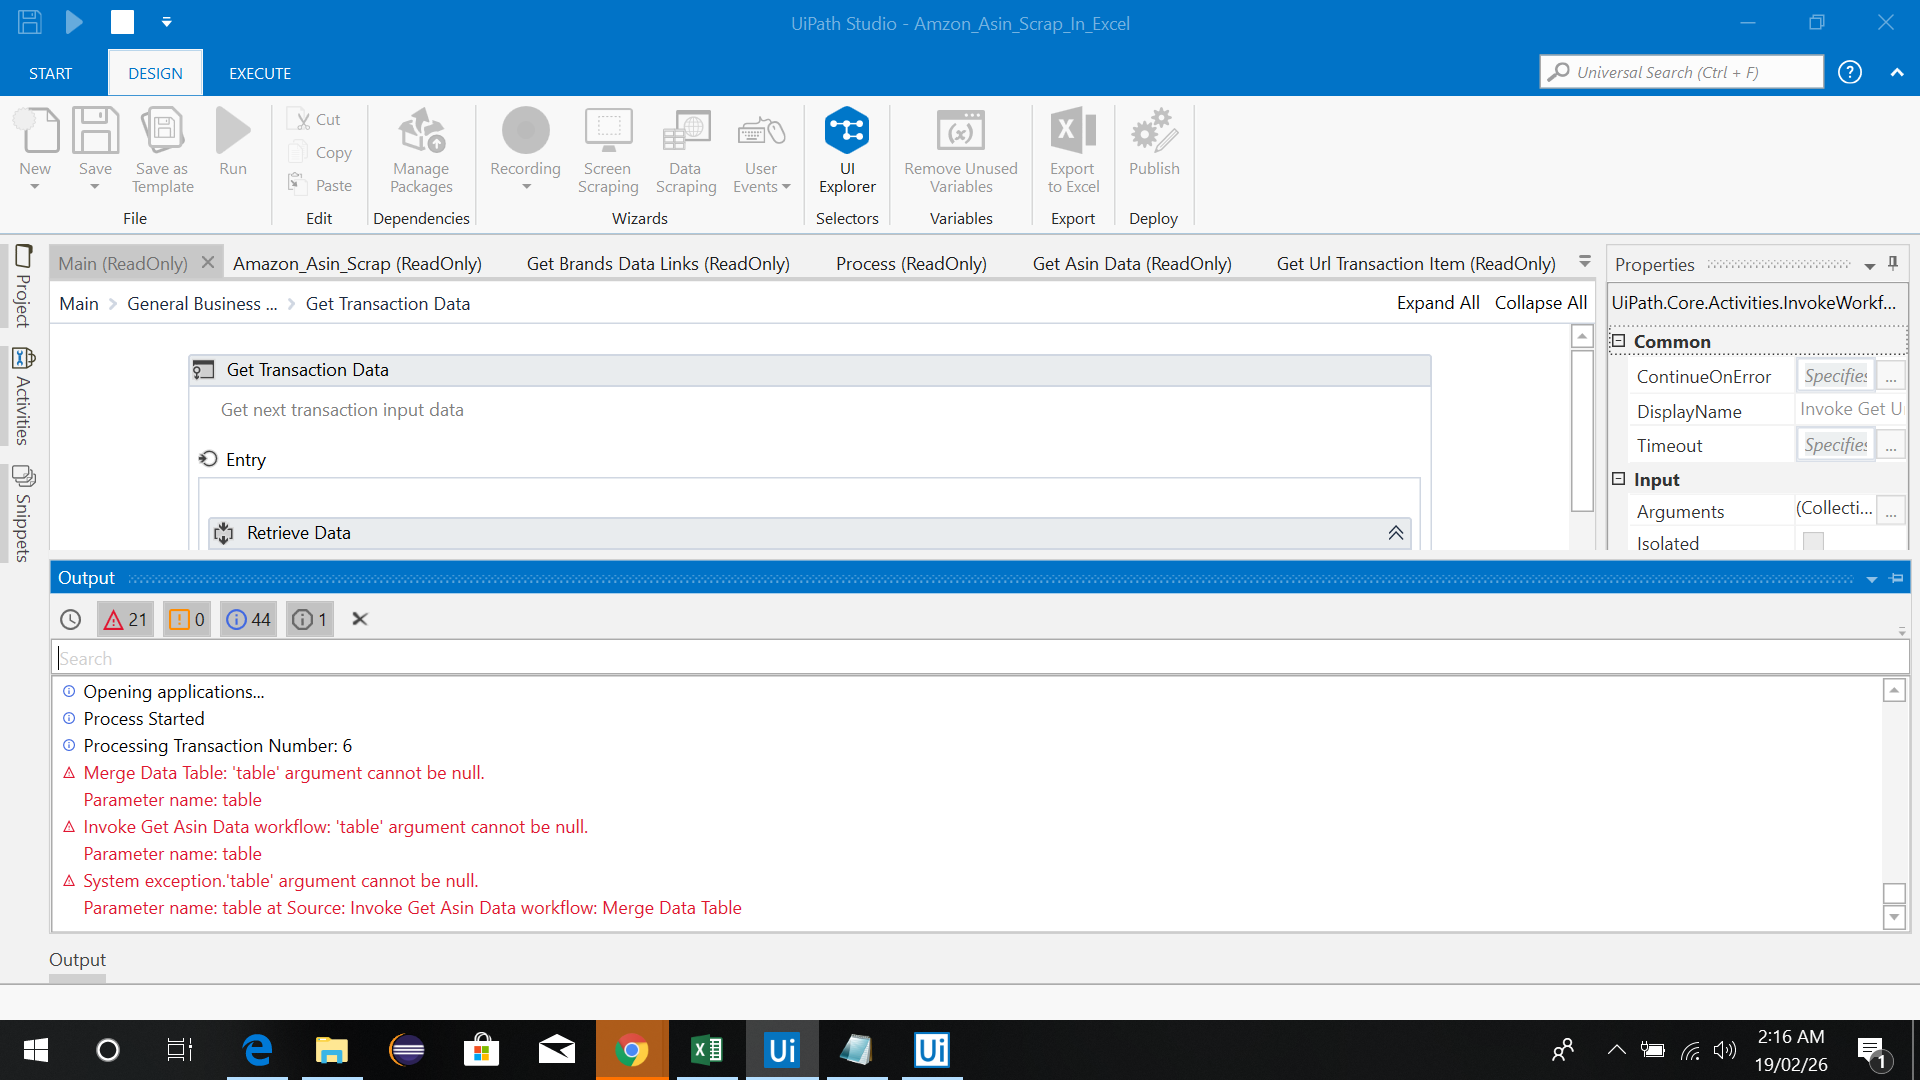 UiPath Studio - Amzon_Asin_Scrap_In_Excel
START
DESIGN
EXECUTE
Universal Search (Ctrl + F)
?
New
Save
Save as
Template
Run
File
Cut
Copy
Paste
Edit
Manage
Packages
Dependencies
Recording
Screen
Scraping
Data
Scraping
User
Events
Wizards
UI
Explorer
Selectors
Remove Unused
Variables
Variables
Export
to Excel
Export
Publish
Deploy
Project
Activities
Snippets
Main (ReadOnly)
Amazon_Asin_Scrap (ReadOnly)
Get Brands Data Links (ReadOnly)
Process (ReadOnly)
Get Asin Data (ReadOnly)
Get Url Transaction Item (ReadOnly)
Main > General Business ... > Get Transaction Data
Expand All
Collapse All
Get Transaction Data
Get next transaction input data
Entry
Retrieve Data
Properties
UiPath.Core.Activities.InvokeWorkf...
Common
ContinueOnError Specifies ...
DisplayName Invoke Get U
Timeout Specifies ...
Input
Arguments (Collecti... ...
Isolated
Output
21
0
44
1
Search
Opening applications...
Process Started
Processing Transaction Number: 6
Merge Data Table: 'table' argument cannot be null.
Parameter name: table
Invoke Get Asin Data workflow: 'table' argument cannot be null.
Parameter name: table
System exception.'table' argument cannot be null.
Parameter name: table at Source: Invoke Get Asin Data workflow: Merge Data Table
Output
Ui
Ui
2:16 AM
19/02/26
1